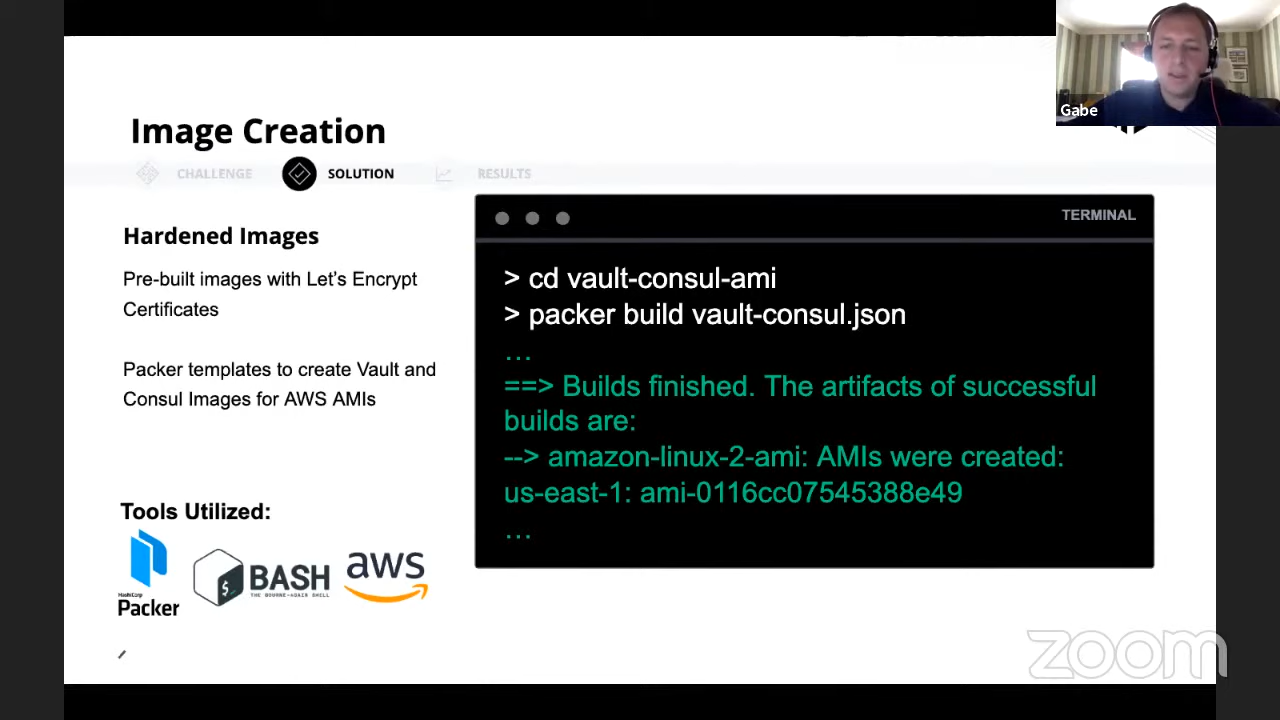 Gabe
Image Creation
CHALLENGE
SOLUTION
RESULTS
Hardened Images
Pre-built images with Let's Encrypt
Certificates
Packer templates to create Vault and
Consul Images for AWS AMIs
Tools Utilized:
HashiCorp
Packer
$_
BASH
THE BOURNE-AGAIN SHELL
aws
TERMINAL
> cd vault-consul-ami
> packer build vault-consul.json
...
==> Builds finished. The artifacts of successful
builds are:
--> amazon-linux-2-ami: AMIs were created:
us-east-1: ami-0116cc07545388e49
...
zoom